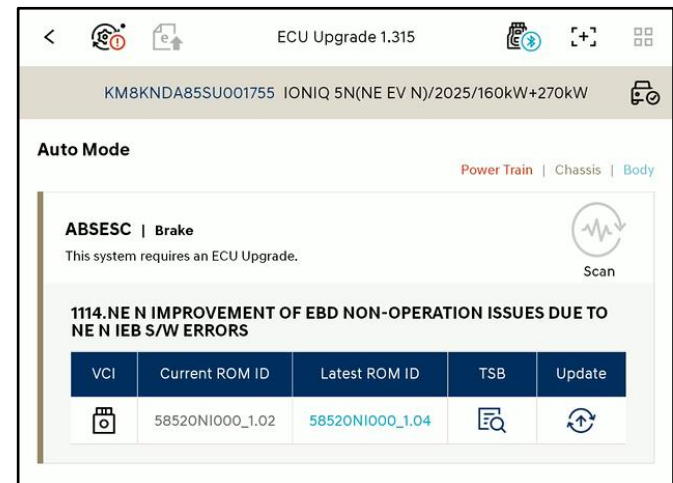 ECU Upgrade 1.315
KM8KNDA85SU001755 IONIQ 5N(NE EV N)/2025/160kW+270kW
Auto Mode
Power Train | Chassis | Body
ABSESC | Brake
This system requires an ECU Upgrade.
Scan
1114.NE N IMPROVEMENT OF EBD NON-OPERATION ISSUES DUE TO
NE N IEB S/W ERRORS
VCI Current ROM ID Latest ROM ID TSB Update
58520NI000_1.02 58520NI000_1.04